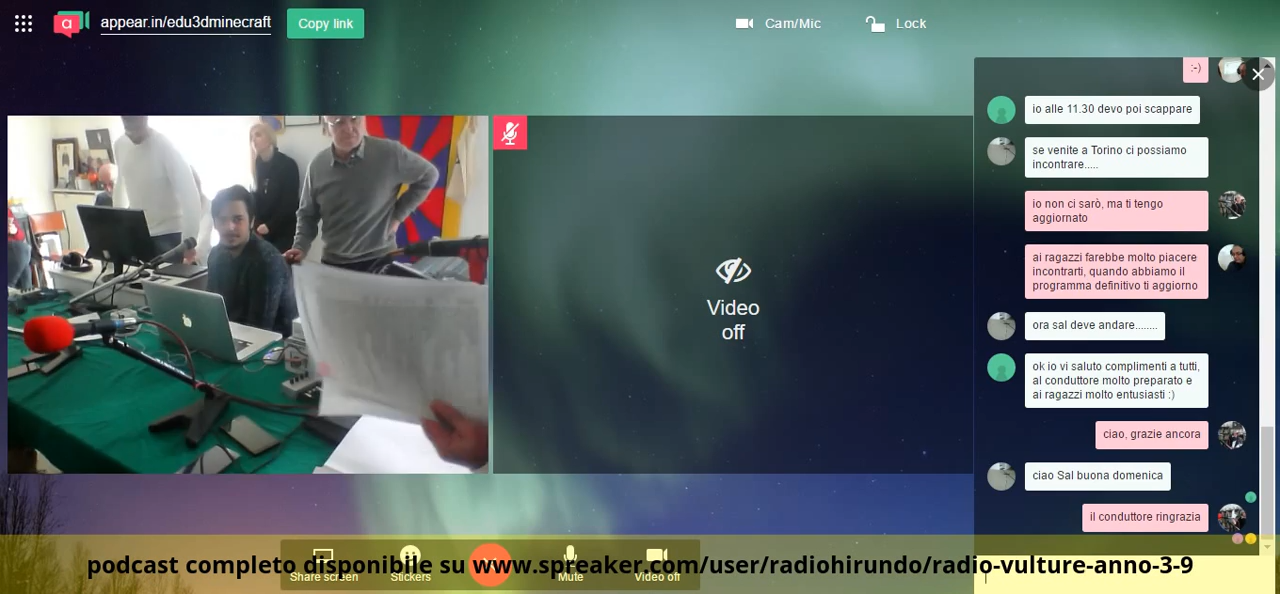 appear.in/edu3dminecraft
Copy link
Cam/Mic
Lock
:-)
io alle 11.30 devo poi scappare
se venite a Torino ci possiamo
incontrare.....
io non ci sarò, ma ti tengo
aggiornato
ai ragazzi farebbe molto piacere
incontrarti, quando abbiamo il
programma definitivo ti aggiorno
ora sal deve andare........
ok io vi saluto complimenti a tutti,
al conduttore molto preparato e
ai ragazzi molto entusiasti :)
ciao, grazie ancora
ciao Sal buona domenica
il conduttore ringrazia
Video
off
podcast completo disponibile su www.spreaker.com/user/radiohirundo/radio-vulture-anno-3-9
Share screen
Stickers
Mute
Video off